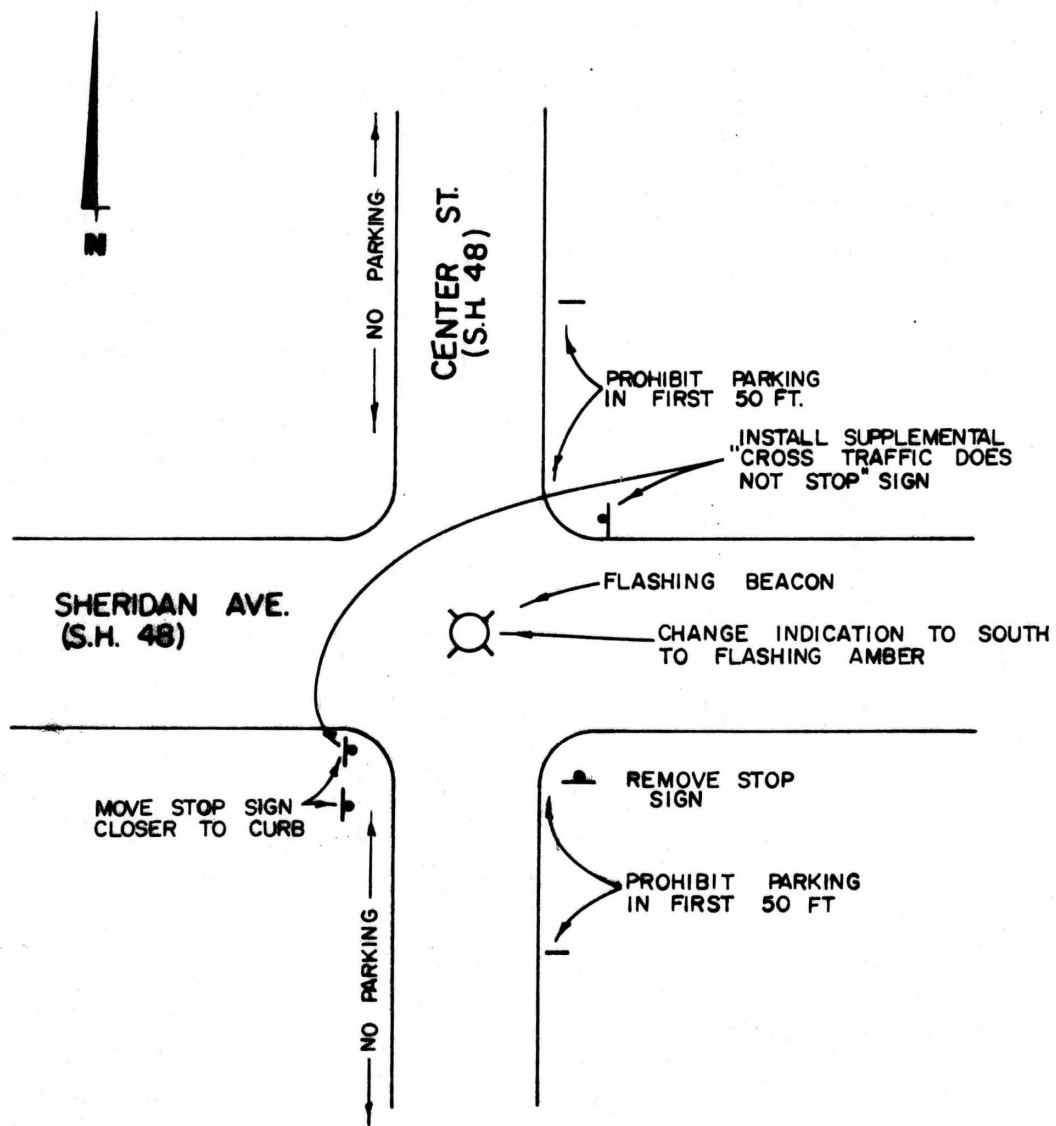 N
NO PARKING
CENTER ST.
(S.H. 48)
PROHIBIT PARKING
IN FIRST 50 FT.
INSTALL SUPPLEMENTAL
"CROSS TRAFFIC DOES
NOT STOP" SIGN
SHERIDAN AVE.
(S.H. 48)
FLASHING BEACON
CHANGE INDICATION TO SOUTH
TO FLASHING AMBER
MOVE STOP SIGN
CLOSER TO CURB
REMOVE STOP
SIGN
PROHIBIT PARKING
IN FIRST 50 FT
NO PARKING